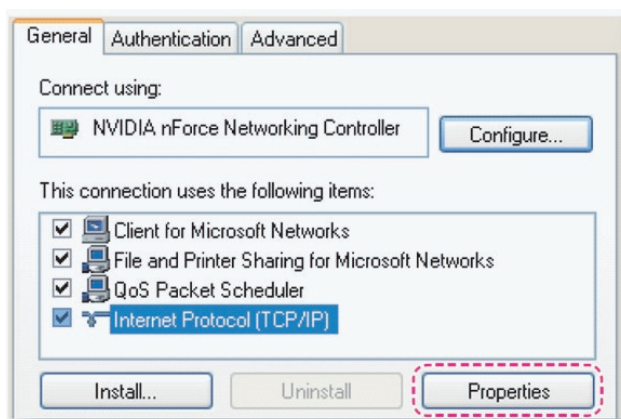 General Authentication Advanced
Connect using:
NVIDIA nForce Networking Controller Configure...
This connection uses the following items:
Client for Microsoft Networks
File and Printer Sharing for Microsoft Networks
QoS Packet Scheduler
Internet Protocol (TCP/IP)
Install... Uninstall Properties